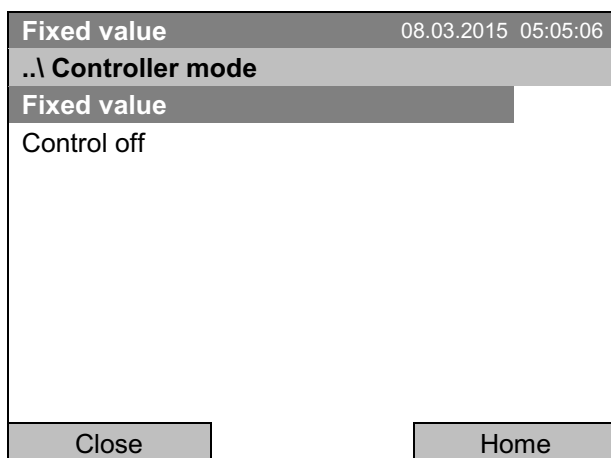 Fixed value 08.03.2015 05:05:06
..\ Controller mode
Fixed value
Control off
Close Home